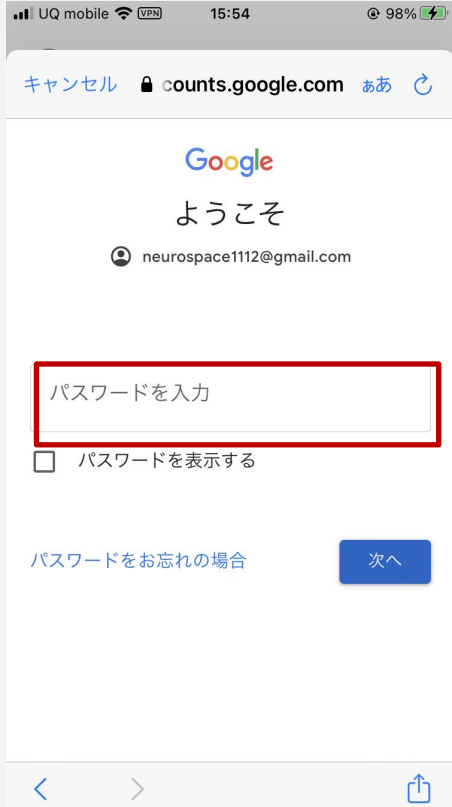 UQ mobile VPN 15:54 98%
キャンセル counts.google.com ぁあ
Google
ようこそ
neurospace1112@gmail.com
パスワードを入力
パスワードを表示する
パスワードをお忘れの場合 次へ